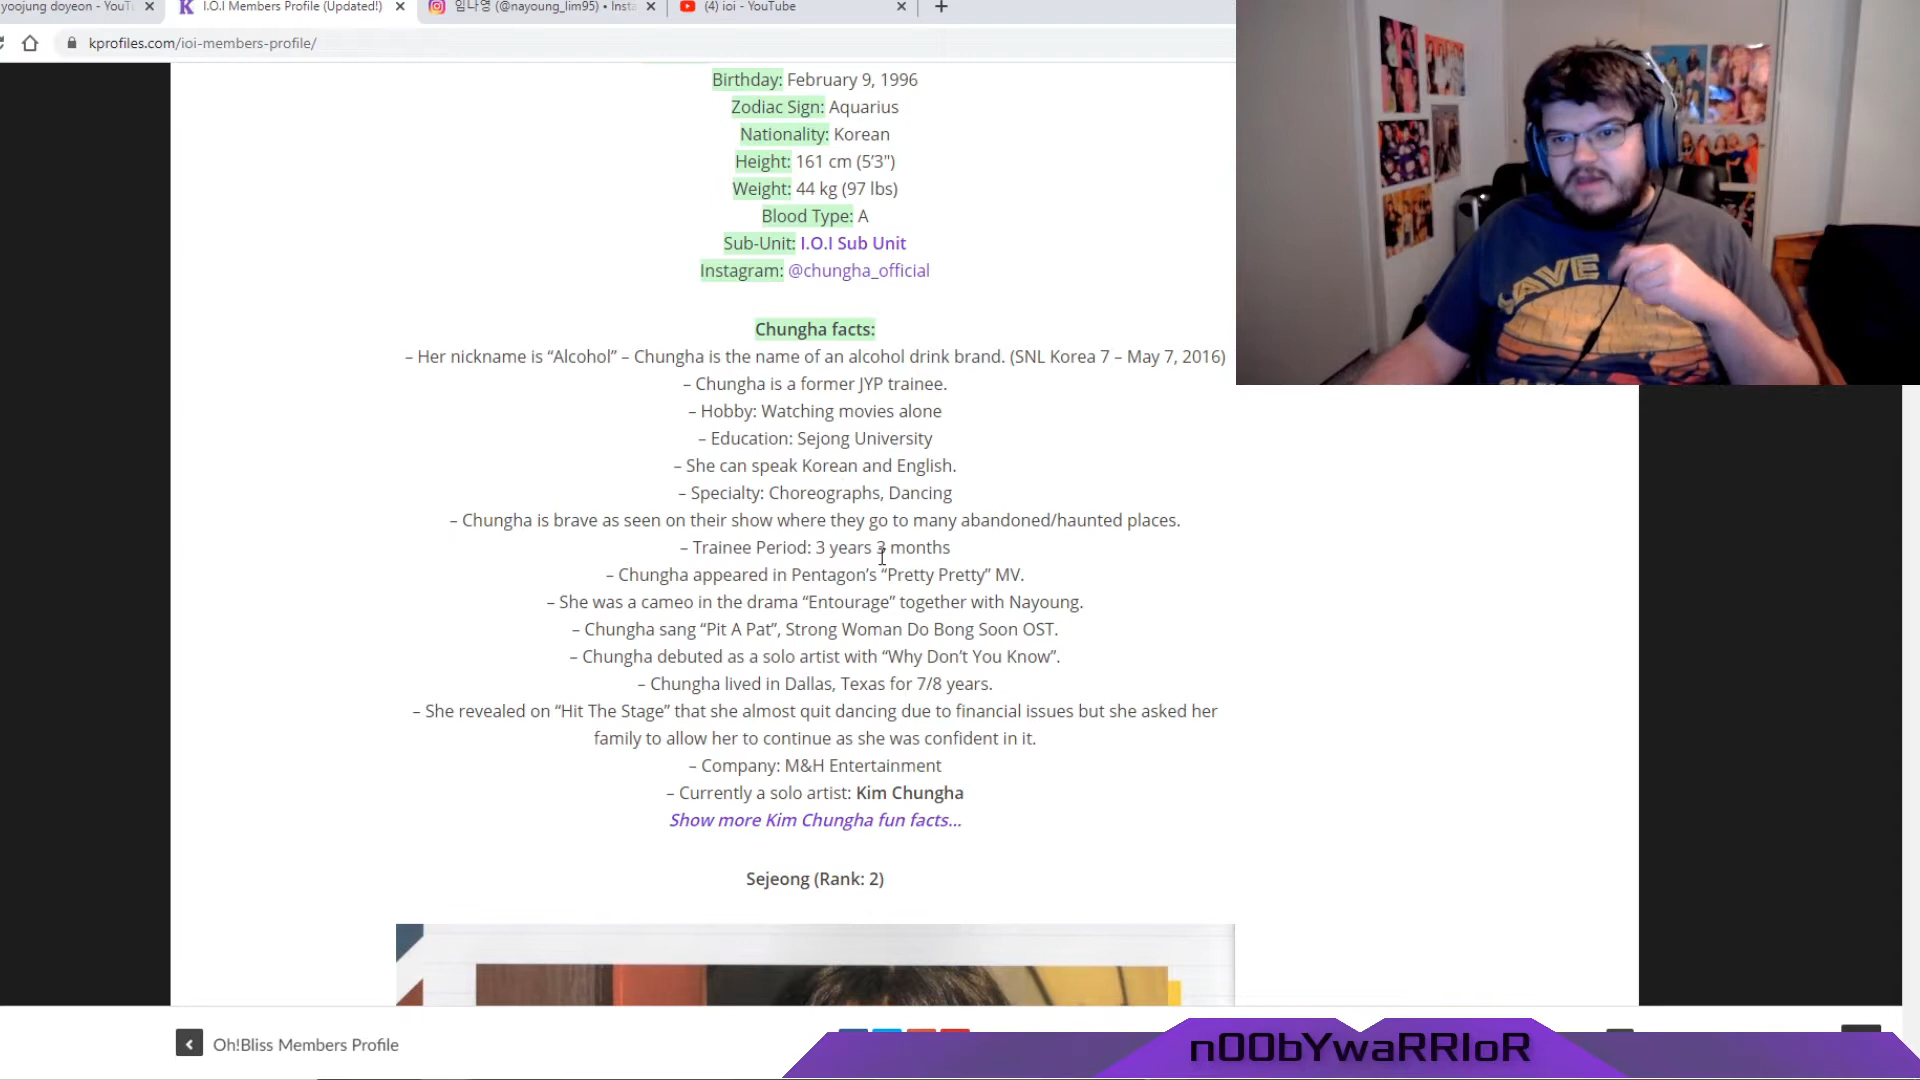 yoojung doyeon - YouT
I.O.I Members Profile (Updated!)
임나영 (@nayoung_lim95) • Insta
(4) ioi - YouTube
kprofiles.com/ioi-members-profile/
Birthday: February 9, 1996
Zodiac Sign: Aquarius
Nationality: Korean
Height: 161 cm (5'3")
Weight: 44 kg (97 lbs)
Blood Type: A
Sub-Unit: I.O.I Sub Unit
Instagram: @chungha_official
Chungha facts:
– Her nickname is “Alcohol” – Chungha is the name of an alcohol drink brand. (SNL Korea 7 – May 7, 2016)
– Chungha is a former JYP trainee.
– Hobby: Watching movies alone
– Education: Sejong University
– She can speak Korean and English.
– Specialty: Choreographs, Dancing
– Chungha is brave as seen on their show where they go to many abandoned/haunted places.
– Trainee Period: 3 years 3 months
– Chungha appeared in Pentagon’s “Pretty Pretty” MV.
– She was a cameo in the drama “Entourage” together with Nayoung.
– Chungha sang “Pit A Pat”, Strong Woman Do Bong Soon OST.
– Chungha debuted as a solo artist with “Why Don’t You Know”.
– Chungha lived in Dallas, Texas for 7/8 years.
– She revealed on “Hit The Stage” that she almost quit dancing due to financial issues but she asked her
family to allow her to continue as she was confident in it.
– Company: M&H Entertainment
– Currently a solo artist: Kim Chungha
Show more Kim Chungha fun facts...
Sejeong (Rank: 2)
Oh!Bliss Members Profile
n00bYwaRRIoR